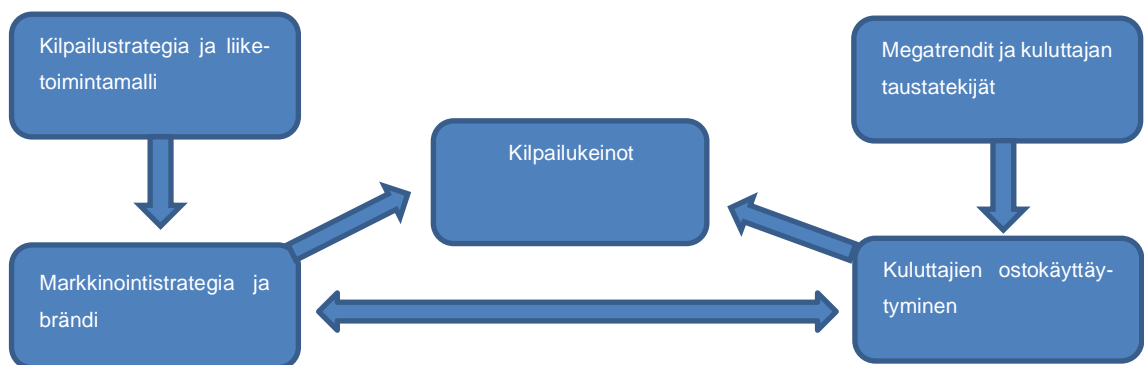 Kilpailustrategia ja liike-
toimintamalli
Megatrendit ja kuluttajan
taustatekijät
Kilpailukeinot
Markkinointistrategia ja
brändi
Kuluttajien ostokäyttäy-
tyminen